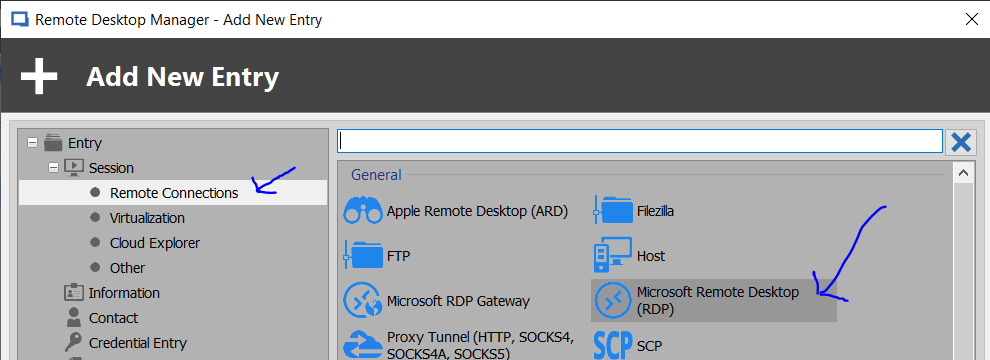 Remote Desktop Manager - Add New Entry
Add New Entry
Entry
Session
Remote Connections
Virtualization
Cloud Explorer
Other
Information
Contact
Credential Entry
General
Apple Remote Desktop (ARD)
Filezilla
FTP
Host
Microsoft RDP Gateway
Microsoft Remote Desktop
(RDP)
Proxy Tunnel (HTTP, SOCKS4,
SOCKS4A, SOCKS5)
SCP
SCP